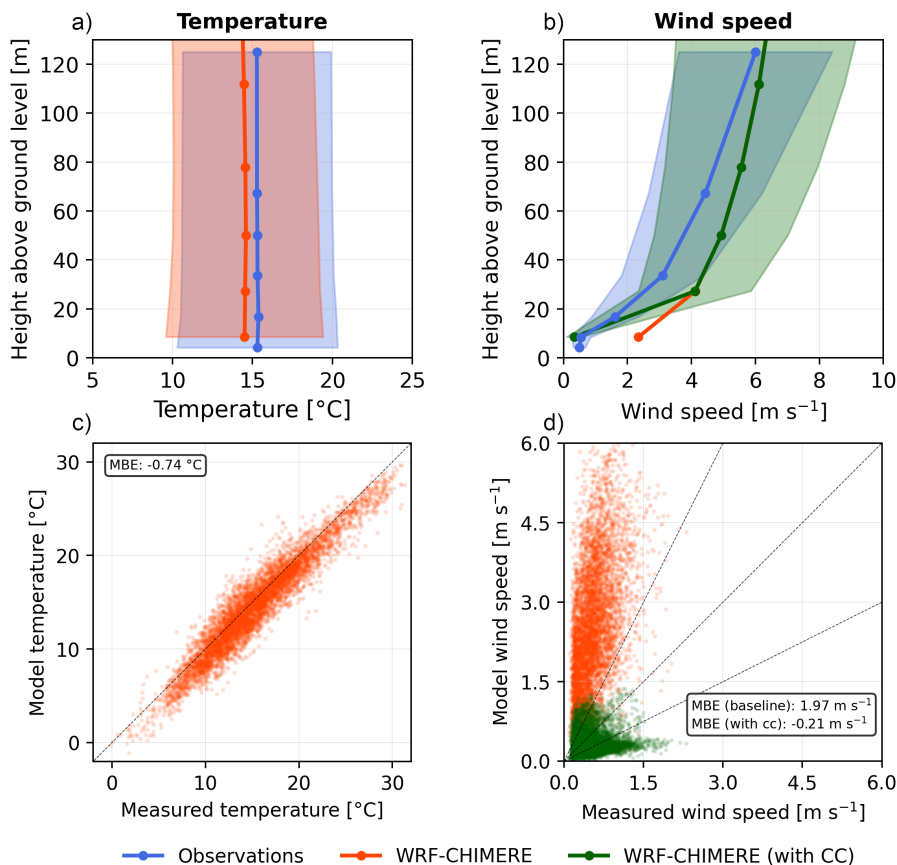 a)
Temperature
Height above ground level [m]
120
100
80
60
40
20
0
5
10
15
20
25
Temperature [°C]
b)
Wind speed
Height above ground level [m]
120
100
80
60
40
20
0
0
2
4
6
8
10
Wind speed [m s⁻¹]
c)
MBE: -0.74 °C
Model temperature [°C]
30
20
10
0
0
10
20
30
Measured temperature [°C]
d)
Model wind speed [m s⁻¹]
6.0
4.5
3.0
1.5
0.0
MBE (baseline): 1.97 m s⁻¹
MBE (with cc): -0.21 m s⁻¹
0.0
1.5
3.0
4.5
6.0
Measured wind speed [m s⁻¹]
Observations
WRF-CHIMERE
WRF-CHIMERE (with CC)